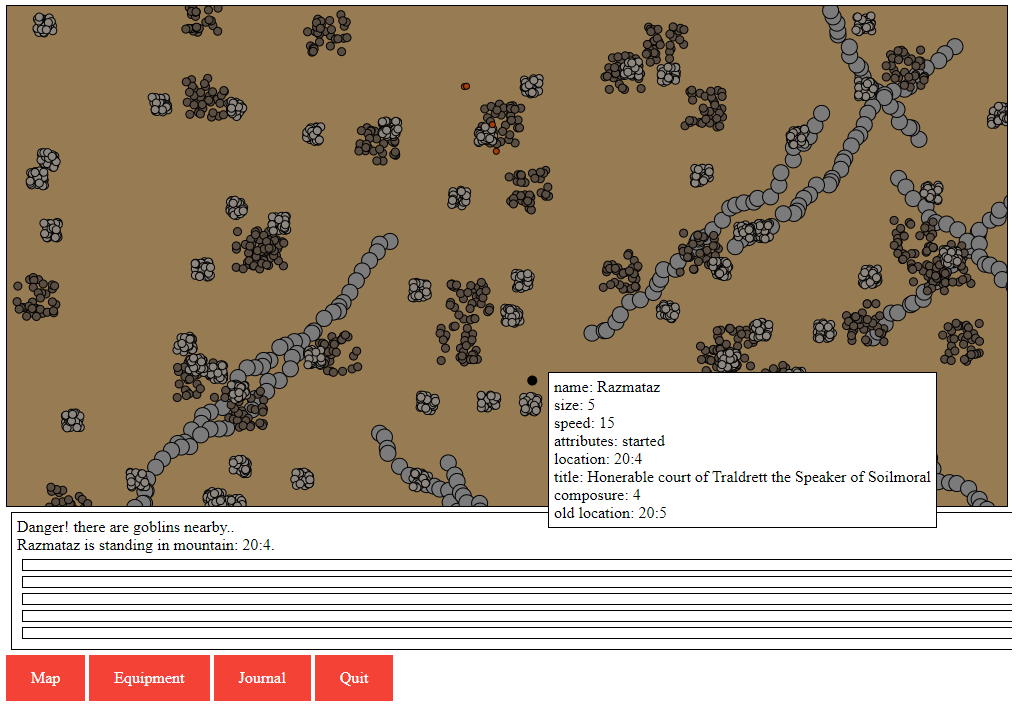 name: Razmataz
size: 5
speed: 15
attributes: started
location: 20:4
title: Honerable court of Traldrett the Speaker of Soilmoral
composure: 4
old location: 20:5
Danger! there are goblins nearby..
Razmataz is standing in mountain: 20:4.
Map Equipment Journal Quit